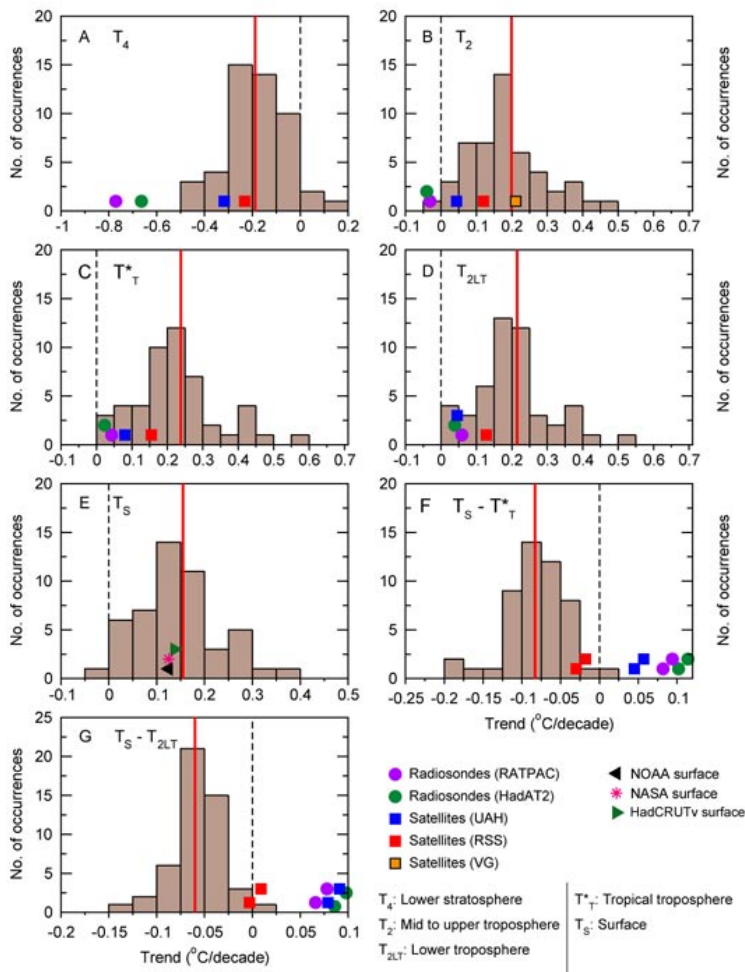 A T4
B T2
No. of occurrences
No. of occurrences
20
15
10
5
0
-1 -0.8 -0.6 -0.4 -0.2 0 0.2
20
15
10
5
0
-0.1 0 0.1 0.2 0.3 0.4 0.5 0.6 0.7
C T*T
D T2LT
No. of occurrences
No. of occurrences
20
15
10
5
0
-0.1 0 0.1 0.2 0.3 0.4 0.5 0.6 0.7
20
15
10
5
0
-0.1 0 0.1 0.2 0.3 0.4 0.5 0.6 0.7
E TS
F TS - T*T
No. of occurrences
No. of occurrences
20
15
10
5
0
-0.1 0 0.1 0.2 0.3 0.4 0.5
20
15
10
5
0
-0.25 -0.2 -0.15 -0.1 -0.05 0 0.05 0.1
Trend (°C/decade)
G TS - T2LT
No. of occurrences
25
20
15
10
5
0
-0.2 -0.15 -0.1 -0.05 0 0.05 0.1
Trend (°C/decade)
Radiosondes (RATPAC)
Radiosondes (HadAT2)
Satellites (UAH)
Satellites (RSS)
Satellites (VG)
NOAA surface
NASA surface
HadCRUTv surface
T4: Lower stratosphere
T2: Mid to upper troposphere
T2LT: Lower troposphere
T*T: Tropical troposphere
TS: Surface